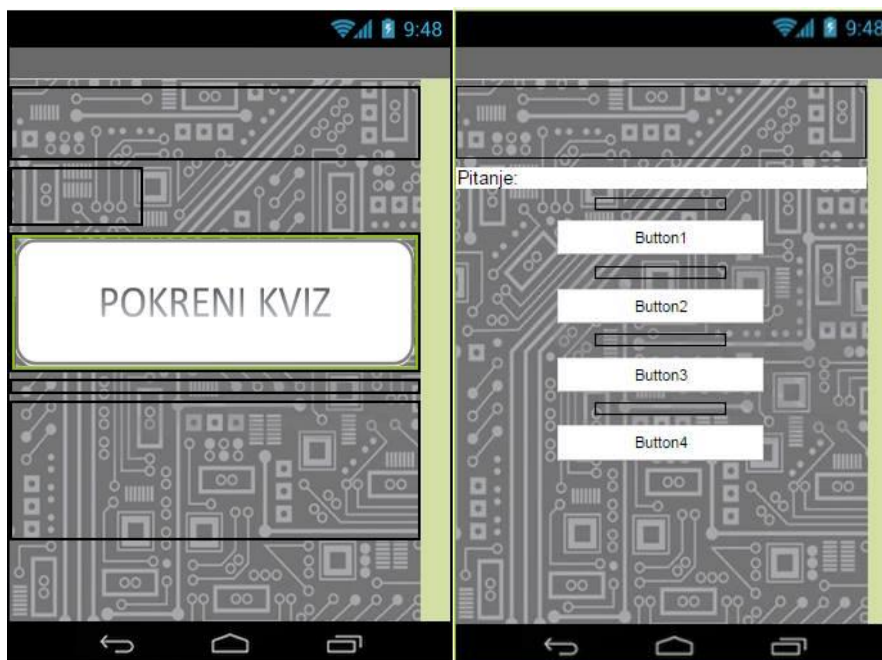 9:48
POKRENI KVIZ
9:48
Pitanje:
Button1
Button2
Button3
Button4